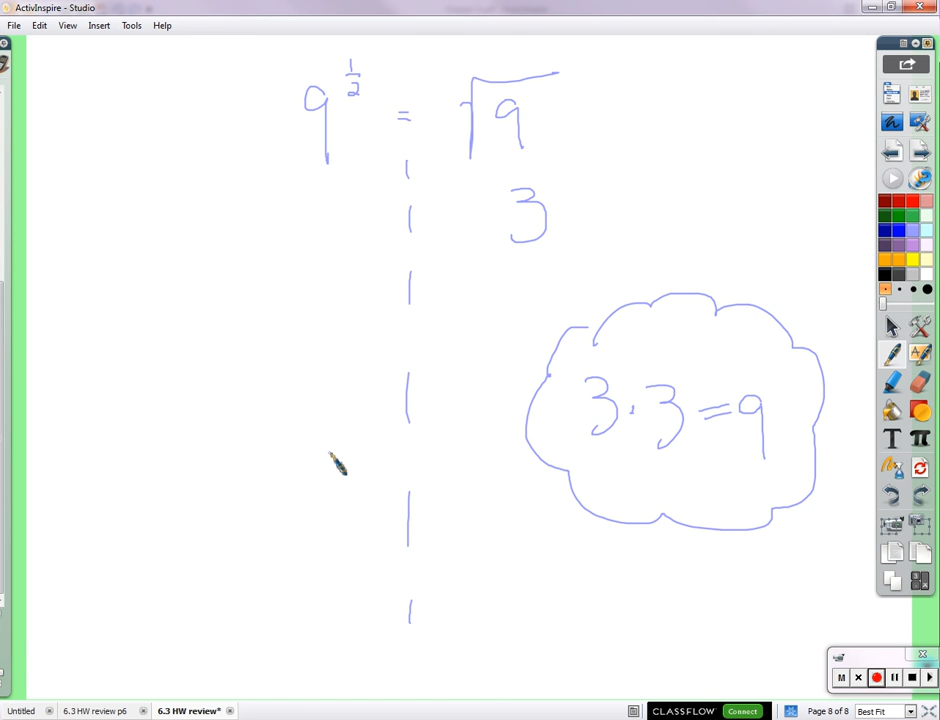 ActivInspire - Studio
File Edit View Insert Tools Help
9^{1/2} = √9
3
3 · 3 = 9
M
Untitled 6.3 HW review p6 6.3 HW review* CLASSFLOW Connect Page 8 of 8 Best Fit